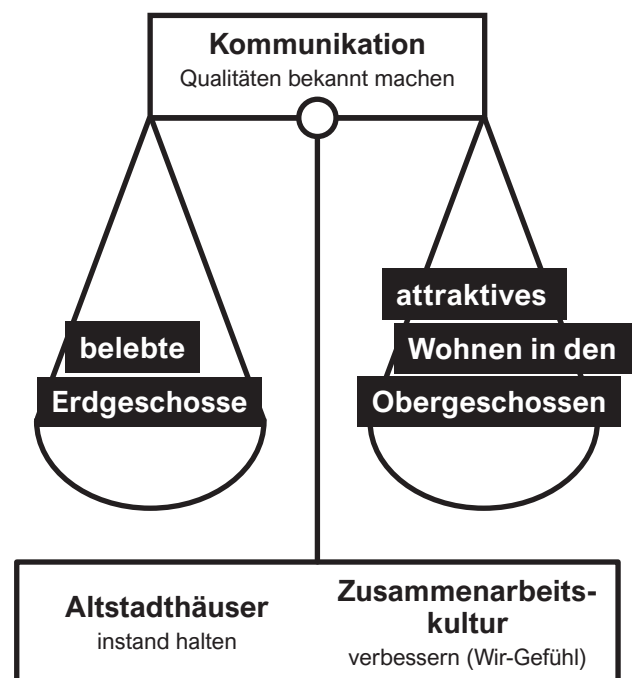 Kommunikation
Qualitäten bekannt machen
belebte
Erdgeschosse
attraktives
Wohnen in den
Obergeschossen
Altstadthäuser
instand halten
Zusammenarbeits-
kultur
verbessern (Wir-Gefühl)